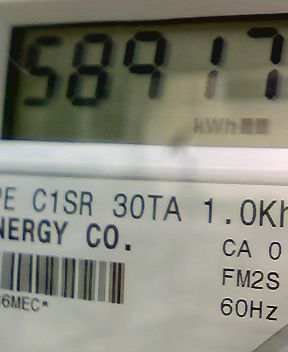 58917
kWh
PE C1SR 30TA 1.0Kh
NERGY CO.
CA 0
FM2S
6MEC*
60Hz